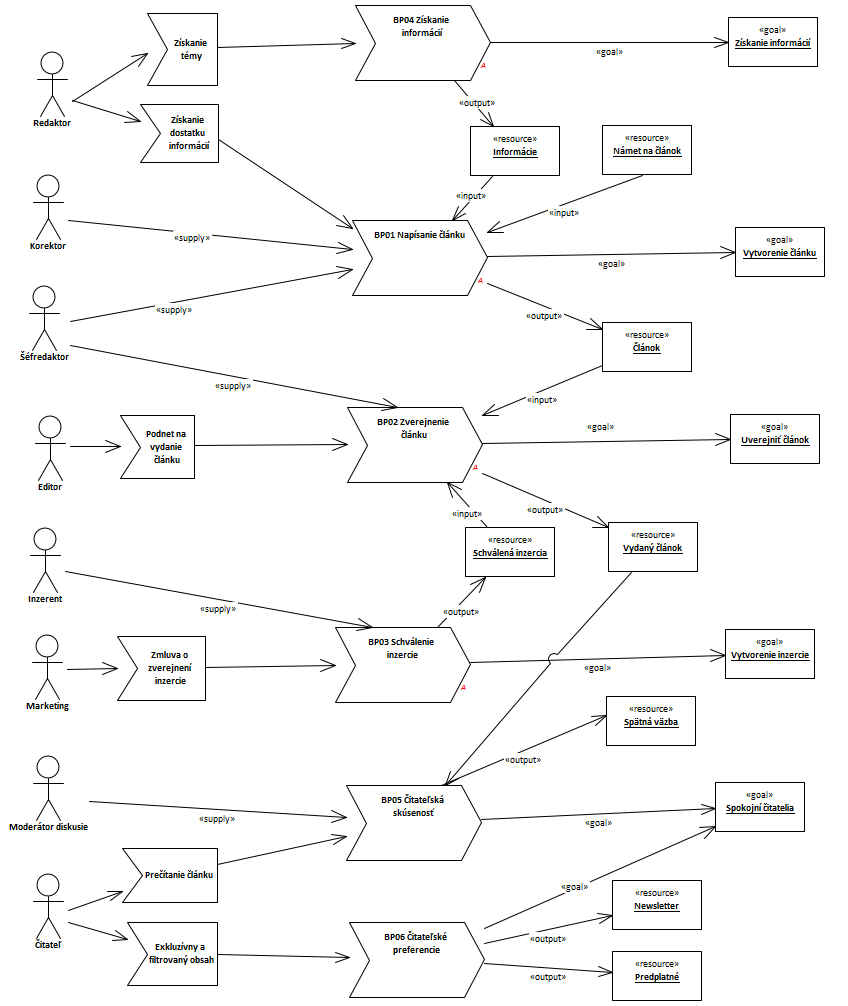 BP04 Získanie
informácií
A
«goal»
Získanie informácií
«goal»
Získanie
témy
Redaktor
Získanie
dostatku
informácií
«output»
«resource»
Informácie
«resource»
Námet na článok
«input»
«input»
Korektor
«supply»
BP01 Napísanie článku
A
«goal»
«goal»
Vytvorenie článku
Šéfredaktor
«supply»
«output»
«resource»
Článok
«supply»
«input»
BP02 Zverejnenie
článku
A
«goal»
«goal»
Uverejniť článok
Editor
Podnet na
vydanie
článku
«input»
«output»
«resource»
Schválená inzercia
«resource»
Vydaný článok
Inzerent
«supply»
«output»
BP03 Schválenie
inzercie
A
«goal»
«goal»
Vytvorenie inzercie
Marketing
Zmluva o
zverejnení
inzercie
«resource»
Spätná väzba
«output»
Moderátor diskusie
«supply»
BP05 Čitateľská
skúsenosť
«goal»
«goal»
Spokojní čitatelia
Prečítanie článku
Čitateľ
Exkluzívny a
filtrovaný obsah
BP06 Čitateľské
preferencie
«goal»
«output»
«resource»
Newsletter
«output»
«resource»
Predplatné